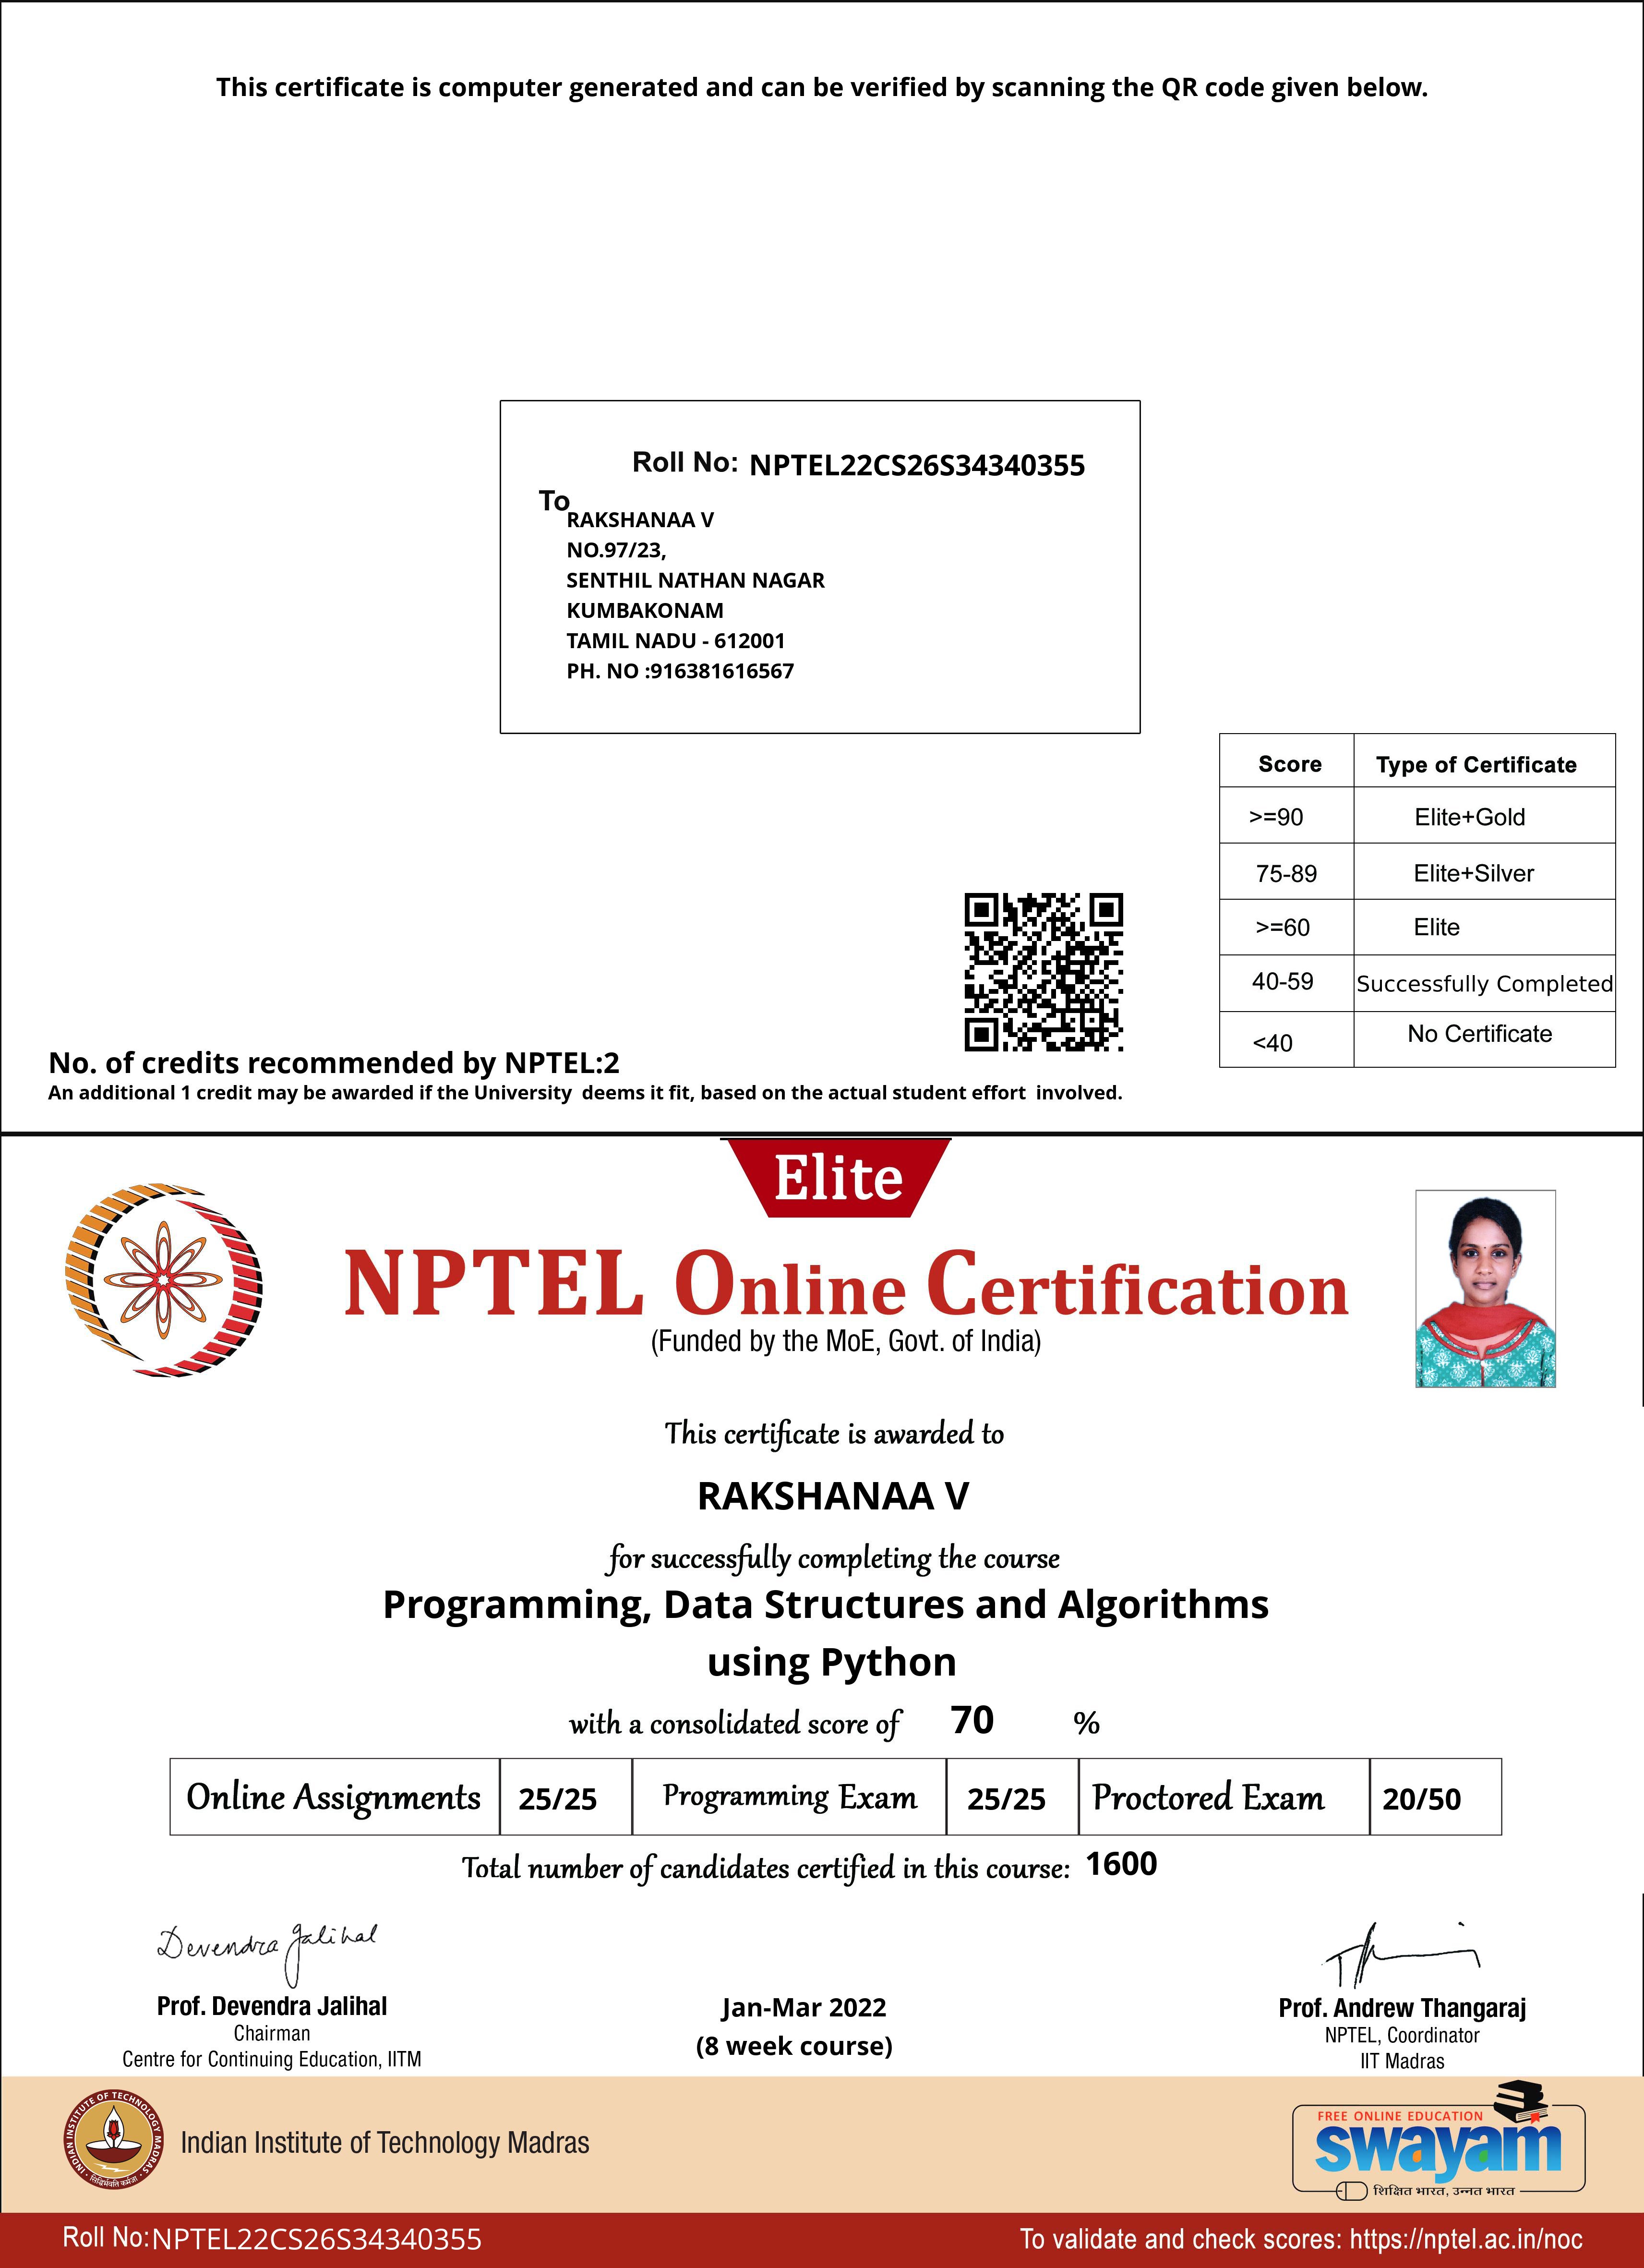 This certificate is computer generated and can be verified by scanning the QR code given below.
Roll No: NPTEL22CS26S34340355
To
RAKSHANAA V
NO.97/23,
SENTHIL NATHAN NAGAR
KUMBAKONAM
TAMIL NADU - 612001
PH. NO :916381616567
Score Type of Certificate
>=90 Elite+Gold
75-89 Elite+Silver
>=60 Elite
40-59 Successfully Completed
<40 No Certificate
No. of credits recommended by NPTEL:2
An additional 1 credit may be awarded if the University deems it fit, based on the actual student effort involved.
Elite
NPTEL Online Certification
(Funded by the MoE, Govt. of India)
This certificate is awarded to
RAKSHANAA V
for successfully completing the course
Programming, Data Structures and Algorithms
using Python
with a consolidated score of 70 %
Online Assignments 25/25 Programming Exam 25/25 Proctored Exam 20/50
Total number of candidates certified in this course: 1600
Devendra Jalihal
Prof. Devendra Jalihal
Chairman
Centre for Continuing Education, IITM
Jan-Mar 2022
(8 week course)
Prof. Andrew Thangaraj
NPTEL, Coordinator
IIT Madras
INDIAN INSTITUTE OF TECHNOLOGY MADRAS
सिद्धिर्भवति कर्मजा
Indian Institute of Technology Madras
FREE ONLINE EDUCATION
swayam
शिक्षित भारत, उन्नत भारत
Roll No:NPTEL22CS26S34340355
To validate and check scores: https://nptel.ac.in/noc